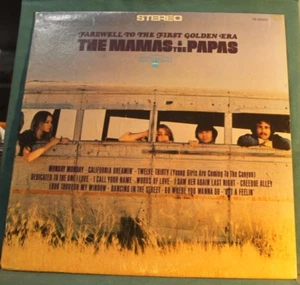 STEREO
FAREWELL TO THE FIRST GOLDEN ERA
THE MAMAS & THE PAPAS
MONDAY MONDAY · CALIFORNIA DREAMIN' · TWELVE THIRTY (Young Girls Are Coming To The Canyon)
DEDICATED TO THE ONE I LOVE · I CALL YOUR NAME · WORDS OF LOVE · I SAW HER AGAIN LAST NIGHT · CREEQUE ALLEY
LOOK THROUGH MY WINDOW · DANCING IN THE STREET · GO WHERE YOU WANNA GO · GOT A FEELIN'